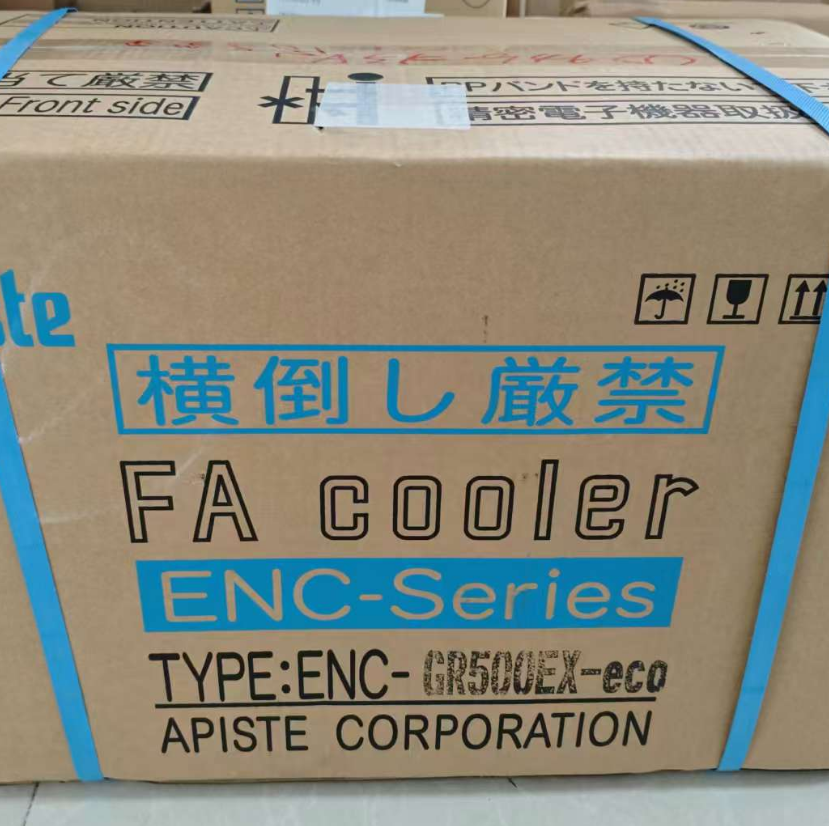 CAUTION
当て厳禁
Front side
PPバンドを持たない
精密電子機器取扱
ste
横倒し厳禁
FA cooler
ENC-Series
TYPE:ENC-GR500EX-eco
APISTE CORPORATION